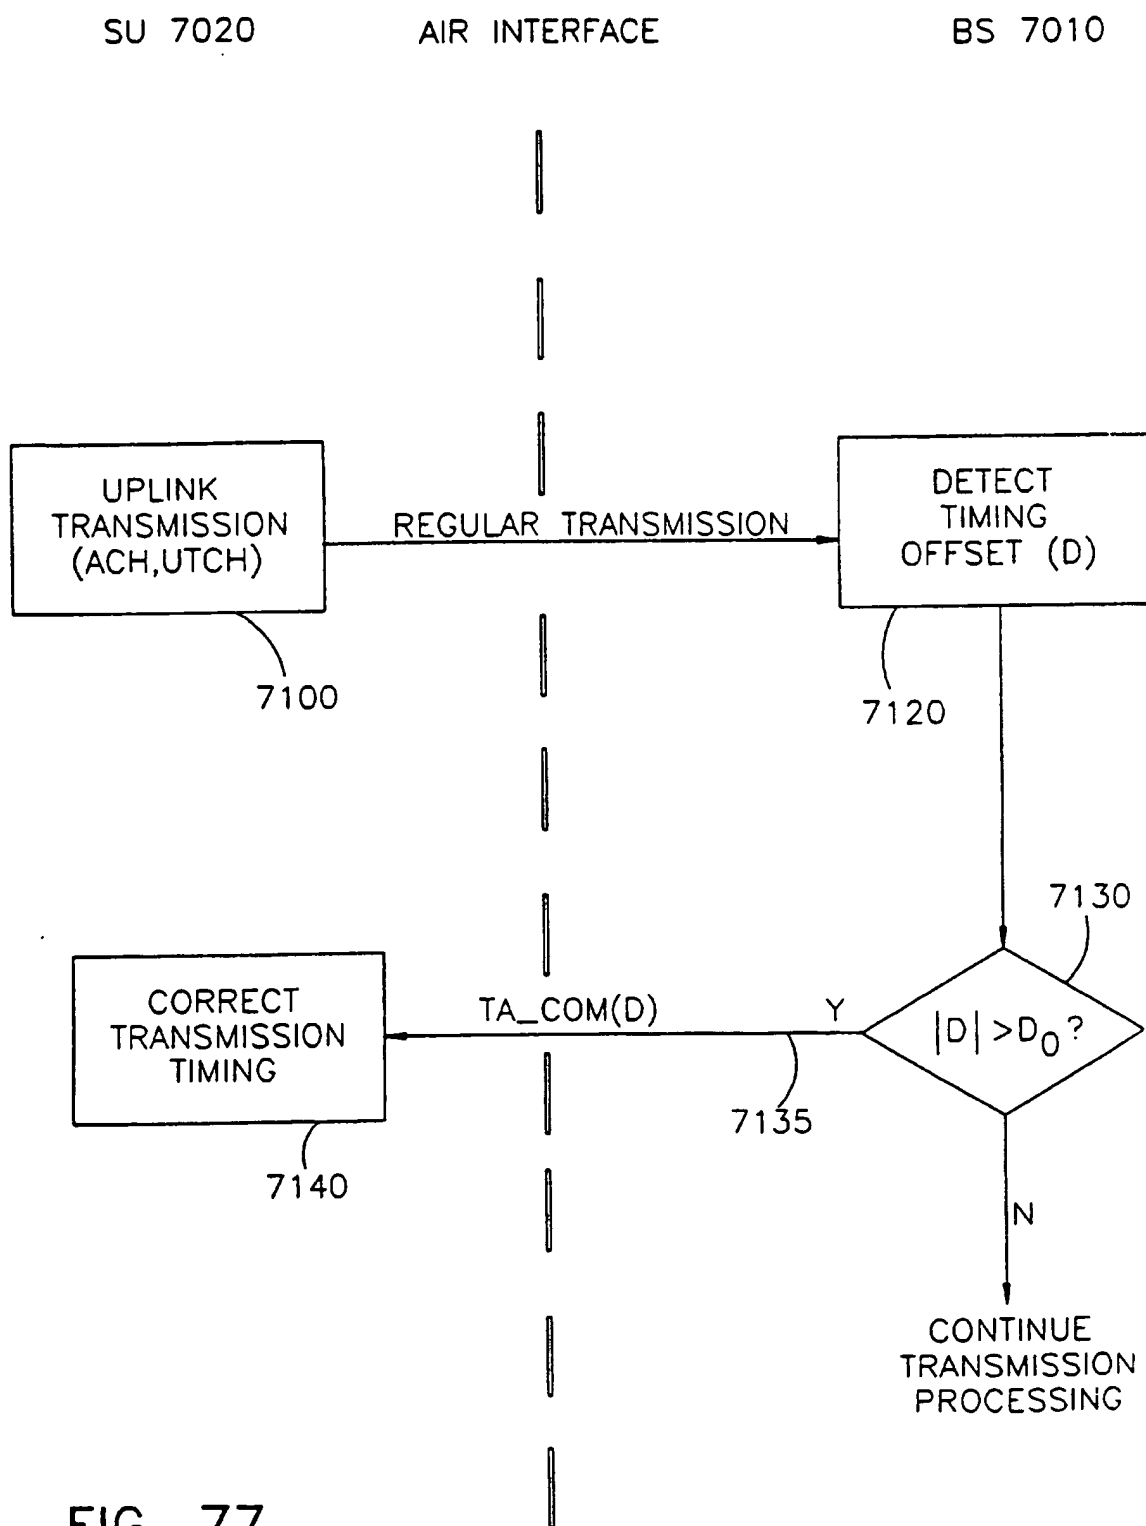 SU 7020
AIR INTERFACE
BS 7010
UPLINK
TRANSMISSION
(ACH,UTCH)
7100
REGULAR TRANSMISSION
DETECT
TIMING
OFFSET (D)
7120
7130
|D| >D0 ?
Y
TA_COM(D)
7135
CORRECT
TRANSMISSION
TIMING
7140
N
CONTINUE
TRANSMISSION
PROCESSING
FIG. 77